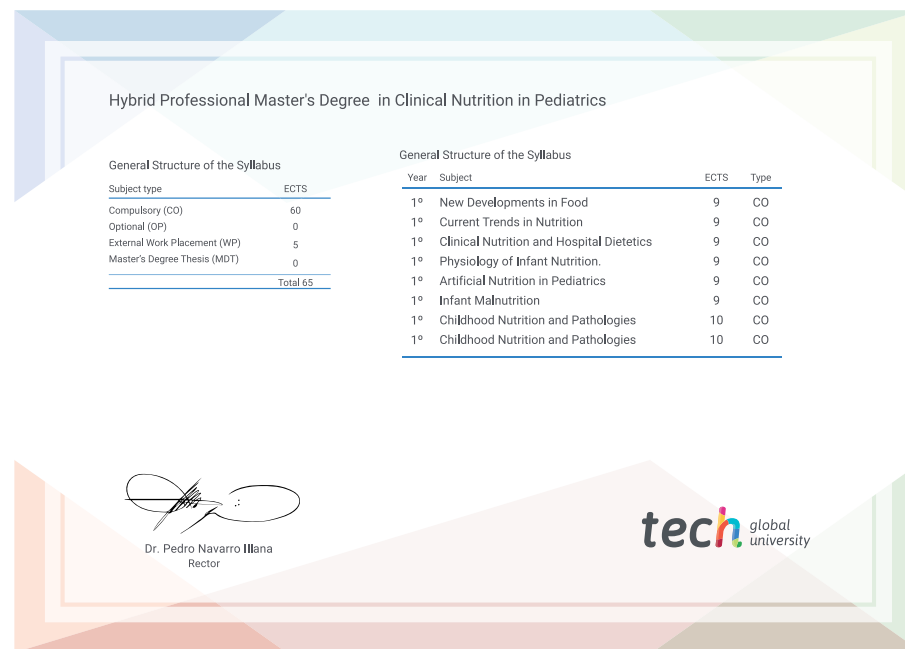 Hybrid Professional Master's Degree in Clinical Nutrition in Pediatrics
General Structure of the Syllabus
Subject type ECTS
Compulsory (CO) 60
Optional (OP) 0
External Work Placement (WP) 5
Master's Degree Thesis (MDT) 0
Total 65
General Structure of the Syllabus
Year Subject ECTS Type
1º New Developments in Food 9 CO
1º Current Trends in Nutrition 9 CO
1º Clinical Nutrition and Hospital Dietetics 9 CO
1º Physiology of Infant Nutrition. 9 CO
1º Artificial Nutrition in Pediatrics 9 CO
1º Infant Malnutrition 9 CO
1º Childhood Nutrition and Pathologies 10 CO
1º Childhood Nutrition and Pathologies 10 CO
Dr. Pedro Navarro Illana
Rector
tech global university